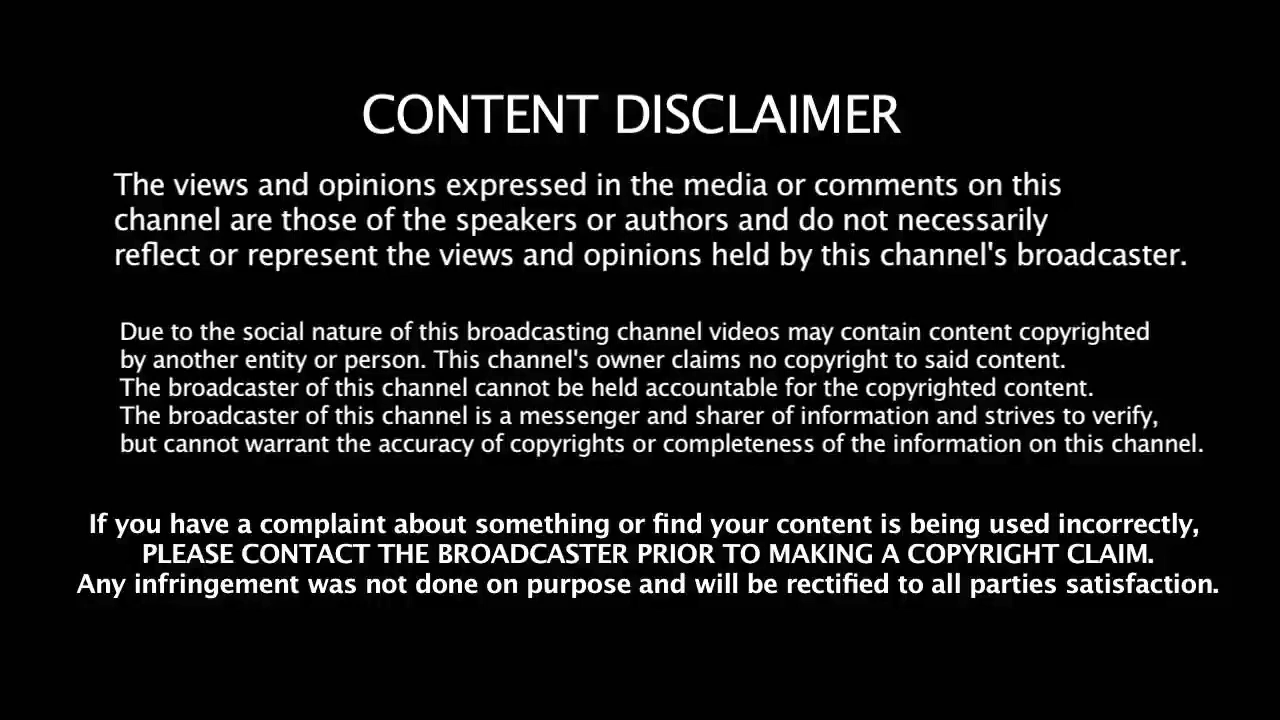 CONTENT DISCLAIMER
The views and opinions expressed in the media or comments on this
channel are those of the speakers or authors and do not necessarily
reflect or represent the views and opinions held by this channel's broadcaster.
Due to the social nature of this broadcasting channel videos may contain content copyrighted
by another entity or person. This channel's owner claims no copyright to said content.
The broadcaster of this channel cannot be held accountable for the copyrighted content.
The broadcaster of this channel is a messenger and sharer of information and strives to verify,
but cannot warrant the accuracy of copyrights or completeness of the information on this channel.
If you have a complaint about something or find your content is being used incorrectly,
PLEASE CONTACT THE BROADCASTER PRIOR TO MAKING A COPYRIGHT CLAIM.
Any infringement was not done on purpose and will be rectified to all parties satisfaction.